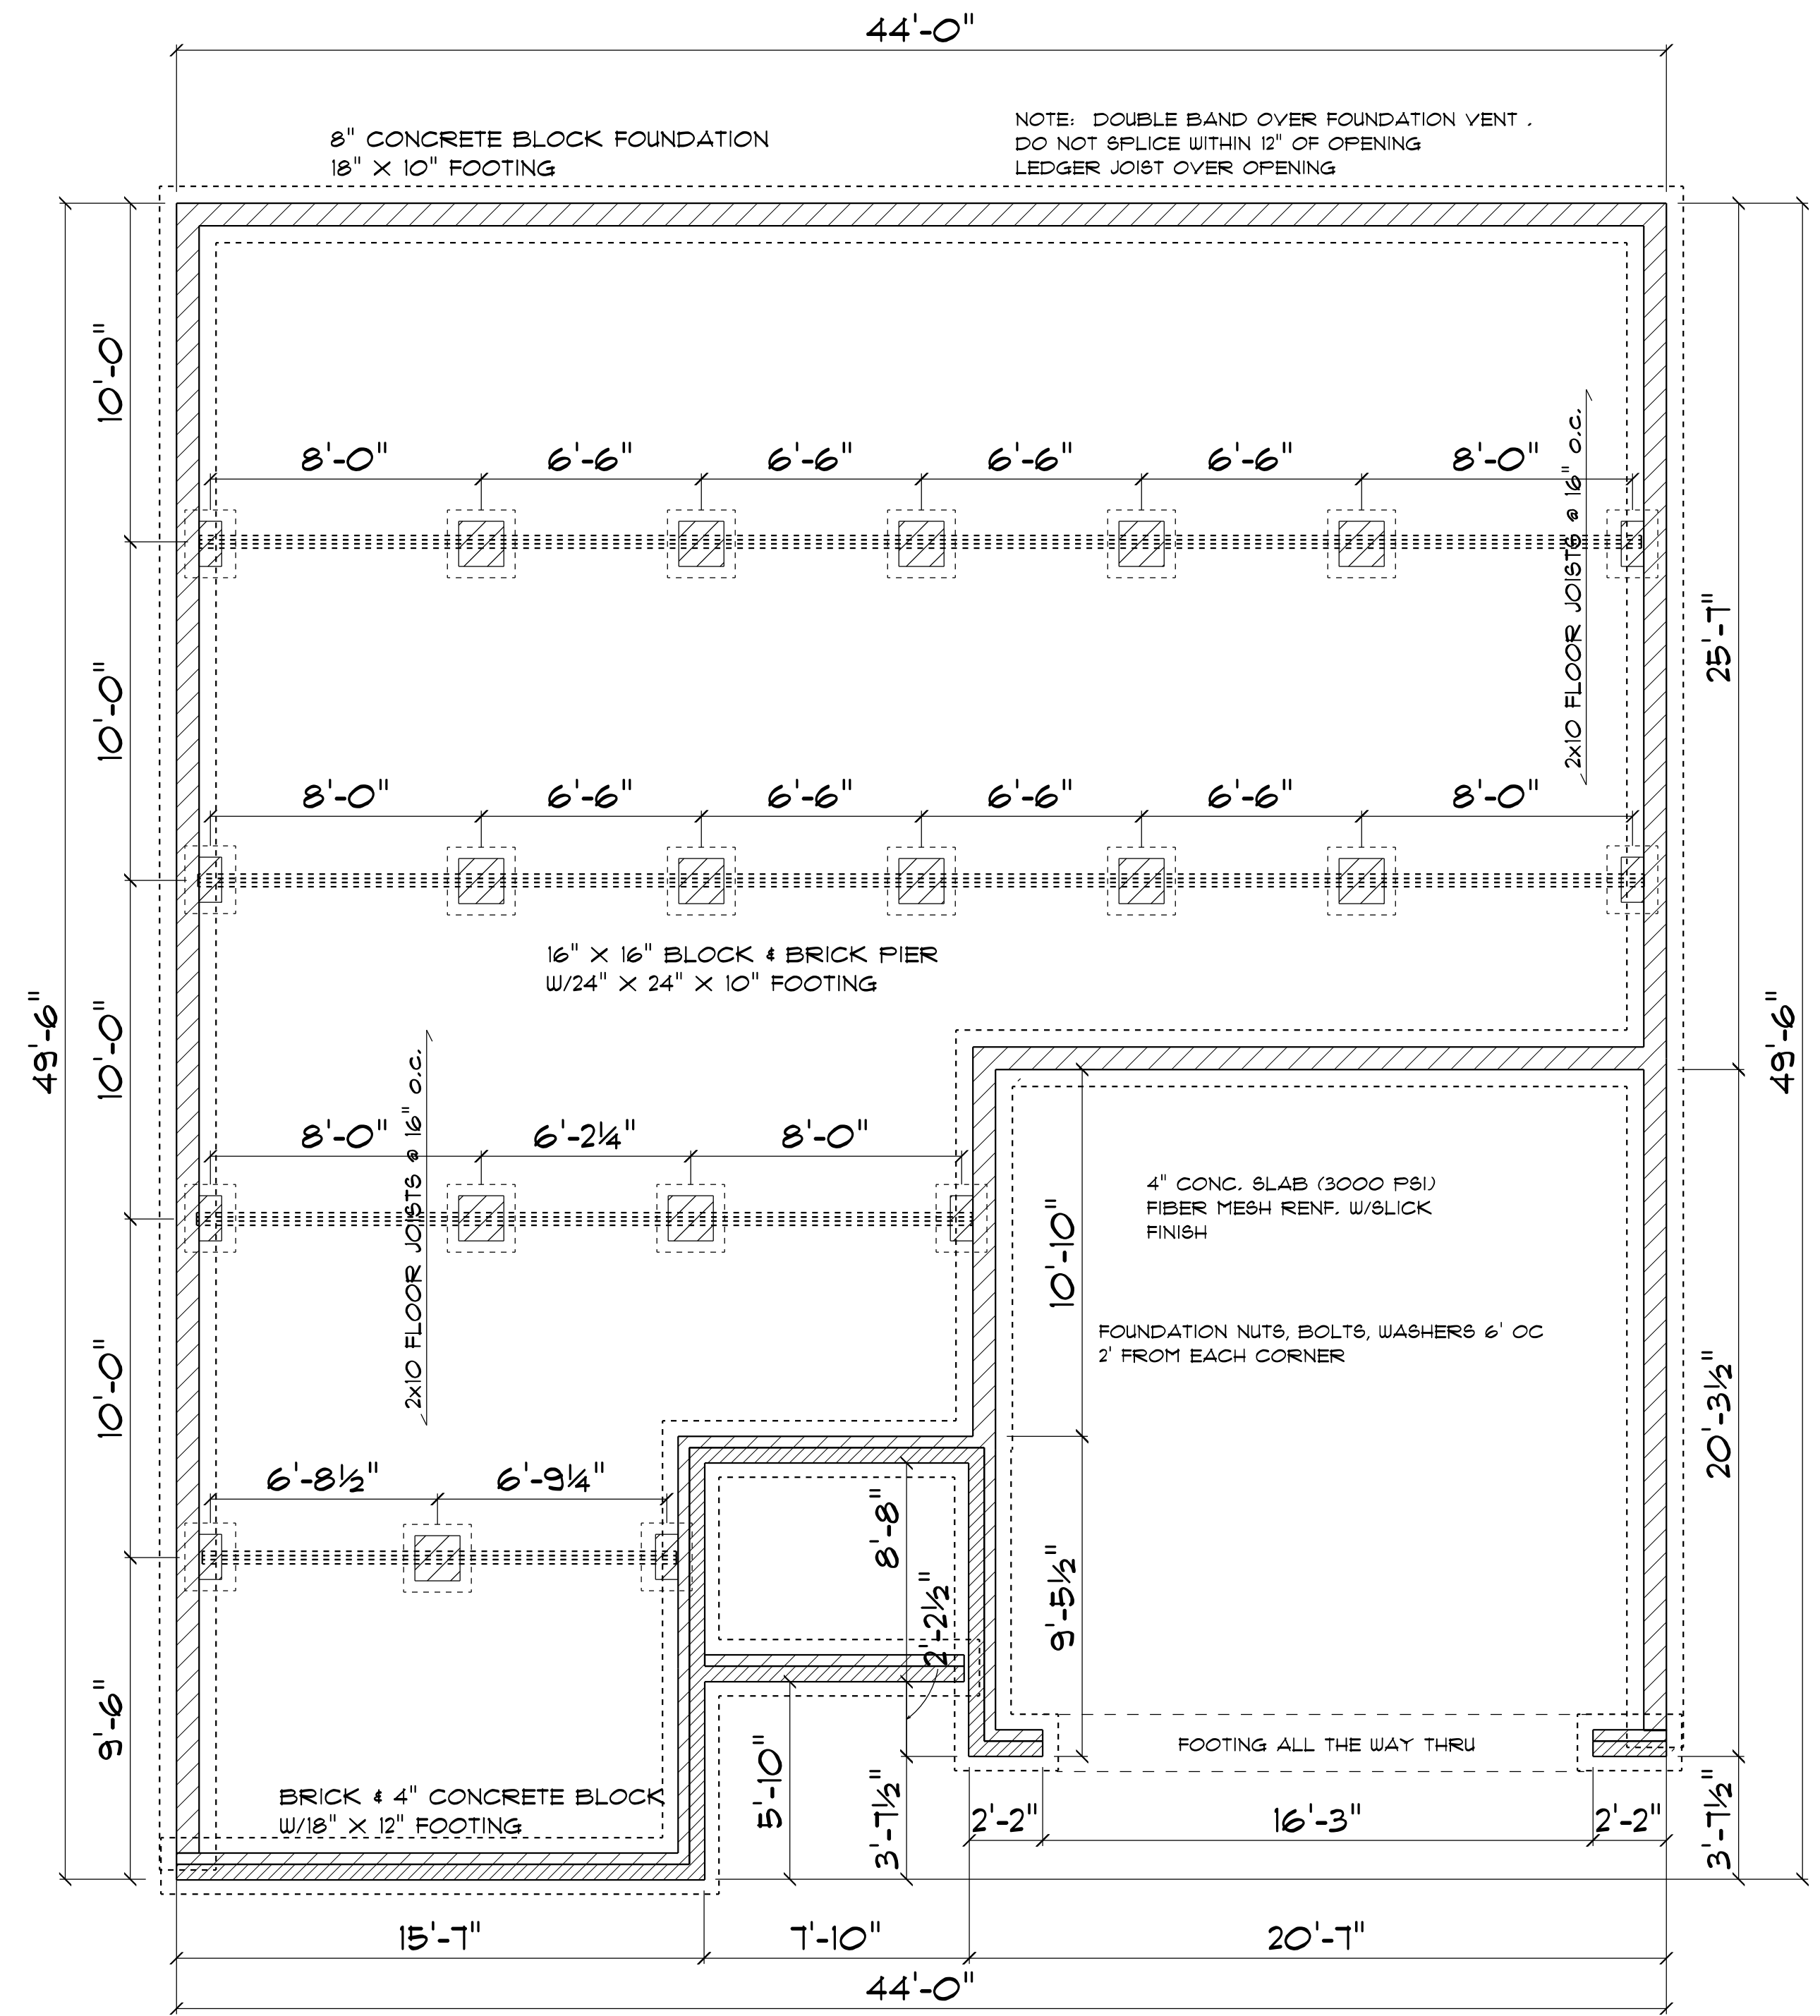 44'-0"
8" CONCRETE BLOCK FOUNDATION
18" X 10" FOOTING
NOTE: DOUBLE BAND OVER FOUNDATION VENT .
DO NOT SPLICE WITHIN 12" OF OPENING
LEDGER JOIST OVER OPENING
10'-0"
8'-0" 6'-6" 6'-6" 6'-6" 6'-6" 8'-0"
2x10 FLOOR JOISTS @ 16" O.C.
25'-7"
10'-0"
8'-0" 6'-6" 6'-6" 6'-6" 6'-6" 8'-0"
16" X 16" BLOCK & BRICK PIER
W/24" X 24" X 10" FOOTING
49'-6"
49'-6"
10'-0"
8'-0" 6'-2¼" 8'-0"
2x10 FLOOR JOISTS @ 16" O.C.
4" CONC. SLAB (3000 PSI)
FIBER MESH RENF. W/SLICK
FINISH
10'-10"
FOUNDATION NUTS, BOLTS, WASHERS 6' OC
2' FROM EACH CORNER
10'-0"
20'-3½"
6'-8½" 6'-9¼"
8'-8"
2'-2½"
9'-5½"
9'-6"
FOOTING ALL THE WAY THRU
BRICK & 4" CONCRETE BLOCK
W/18" X 12" FOOTING
5'-10"
3'-7½"
2'-2" 16'-3" 2'-2"
3'-7½"
15'-7" 7'-10" 20'-7"
44'-0"